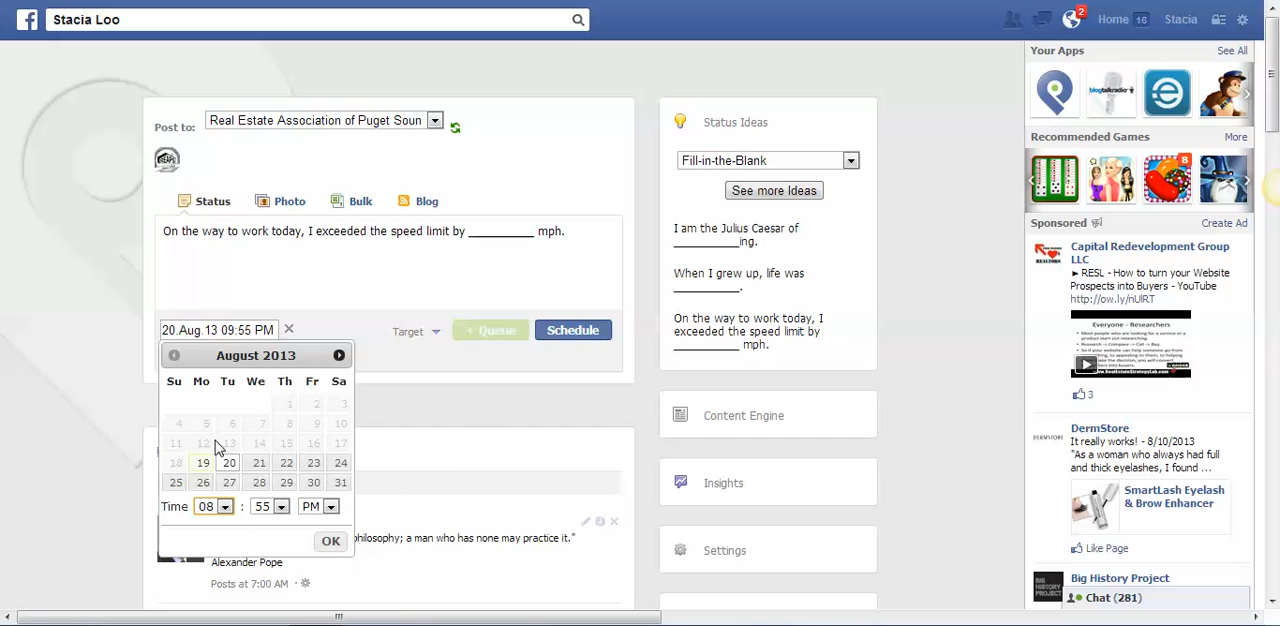 Stacia Loo
2
Home 16
Stacia
Post to: Real Estate Association of Puget Soun
Status
Photo
Bulk
Blog
On the way to work today, I exceeded the speed limit by __________ mph.
20.Aug.13 09:55 PM
Target
+ Queue
Schedule
August 2013
Su Mo Tu We Th Fr Sa
1 2 3
4 5 6 7 8 9 10
11 12 13 14 15 16 17
18 19 20 21 22 23 24
25 26 27 28 29 30 31
Time 08 : 55 PM
OK
philosophy; a man who has none may practice it."
Alexander Pope
Posts at 7:00 AM
Status Ideas
Fill-in-the-Blank
See more Ideas
I am the Julius Caesar of
__________ing.
When I grew up, life was
__________.
On the way to work today, I
exceeded the speed limit by
__________ mph.
Content Engine
Insights
Settings
Your Apps
See All
blogtalkradio
Recommended Games
More
8
Sponsored
Create Ad
Capital Redevelopment Group
LLC
► RESL - How to turn your Website
Prospects into Buyers - YouTube
http://ow.ly/nUlRT
Everyone - Researchers
3
DermStore
It really works! - 8/10/2013
"As a woman who always had full
and thick eyelashes, I found ...
DERMSTORE
SmartLash Eyelash
& Brow Enhancer
Like Page
BIG
HISTORY
PROJECT
Big History Project
Chat (281)